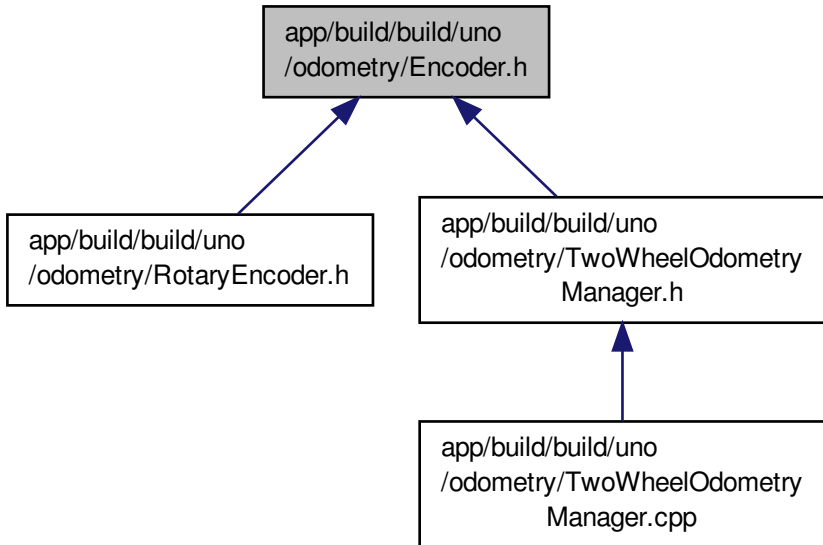 app/build/build/uno
/odometry/Encoder.h
app/build/build/uno
/odometry/RotaryEncoder.h
app/build/build/uno
/odometry/TwoWheelOdometry
Manager.h
app/build/build/uno
/odometry/TwoWheelOdometry
Manager.cpp